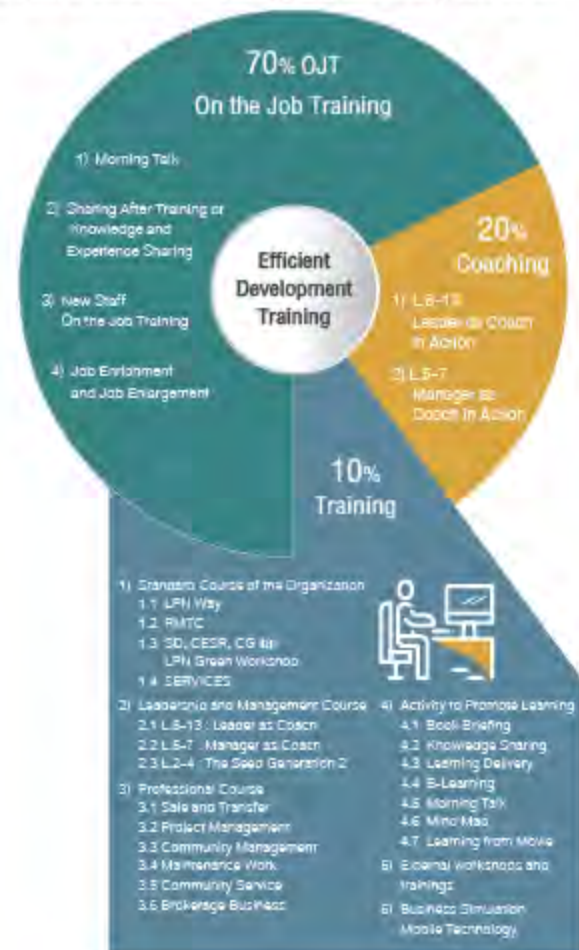 70% OJT
On the Job Training
1) Morning Talk
2) Sharing After Training or
Knowledge and
Experience Sharing
3) New Staff
On the Job Training
4) Job Enrichment
and Job Enlargement
Efficient
Development
Training
20%
Coaching
1) L.8-13
Leader as Coach
in Action
2) L.5-7
Manager as
Coach in Action
10%
Training
1) Standard Course of the Organization
1.1 LPN Way
1.2 RMTC
1.3 SD, CESR, CG
LPN Green Workshop
1.4 SERVICES
2) Leadership and Management Course
2.1 L.8-13 : Leader as Coach
2.2 L.5-7 : Manager as Coach
2.3 L.2-4 : The Seed Generation 2
3) Professional Course
3.1 Sale and Transfer
3.2 Project Management
3.3 Community Management
3.4 Maintenance Work
3.5 Community Service
3.6 Brokerage Business
4) Activity to Promote Learning
4.1 Book Briefing
4.2 Knowledge Sharing
4.3 Learning Delivery
4.4 E-Learning
4.5 Morning Talk
4.6 Mind Map
4.7 Learning from Movie
5) External workshops and
trainings
6) Business Simulation
Mobile Technology